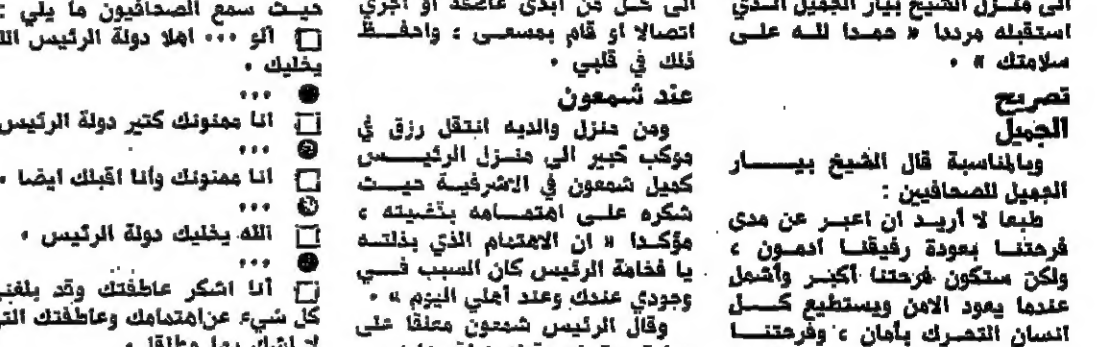 الى منزل الشيخ بيار الجميل الذي
استقبله مرددا « حمدا لله على
سلامتك » .
تصريح
الجميل
وبالمناسبة قال الشيخ بيار
الجميل للصحافيين :
طبعا لا أريد ان اعبر عن مدى
فرحتنا بعودة رفيقنا ادمون ،
ولكن ستكون فرحتنا أكبر وأشمل
عندما يعود الامن ويستطيع كل
انسان التحرك بأمان ، وفرحتنا
الى كل من أبدى عاطفة او أجرى
اتصالا او قام بمسعى ، واحفظ
ذلك في قلبي .
عند شمعون
ومن منزل والديه انتقل رزق في
موكب كبير الى منزل الرئيس
كميل شمعون في الاشرفية حيث
شكره على اهتمامه بقضيته ،
مؤكدا « ان الاهتمام الذي بذلته
يا فخامة الرئيس كان السبب في
وجودي عندك وعند أهلي اليوم » .
وقال الرئيس شمعون معلقا على
حيث سمع الصحافيون ما يلي :
□ ألو ... اهلا دولة الرئيس الله
يخليك .
● ...
□ انا ممنونك كتير دولة الرئيس
● ...
□ انا ممنونك وأنا اقبلك ايضا .
● ...
□ الله يخليك دولة الرئيس .
● ...
□ أنا اشكر عاطفتك وقد بلغني
كل شيء عن اهتمامك وعاطفتك التي